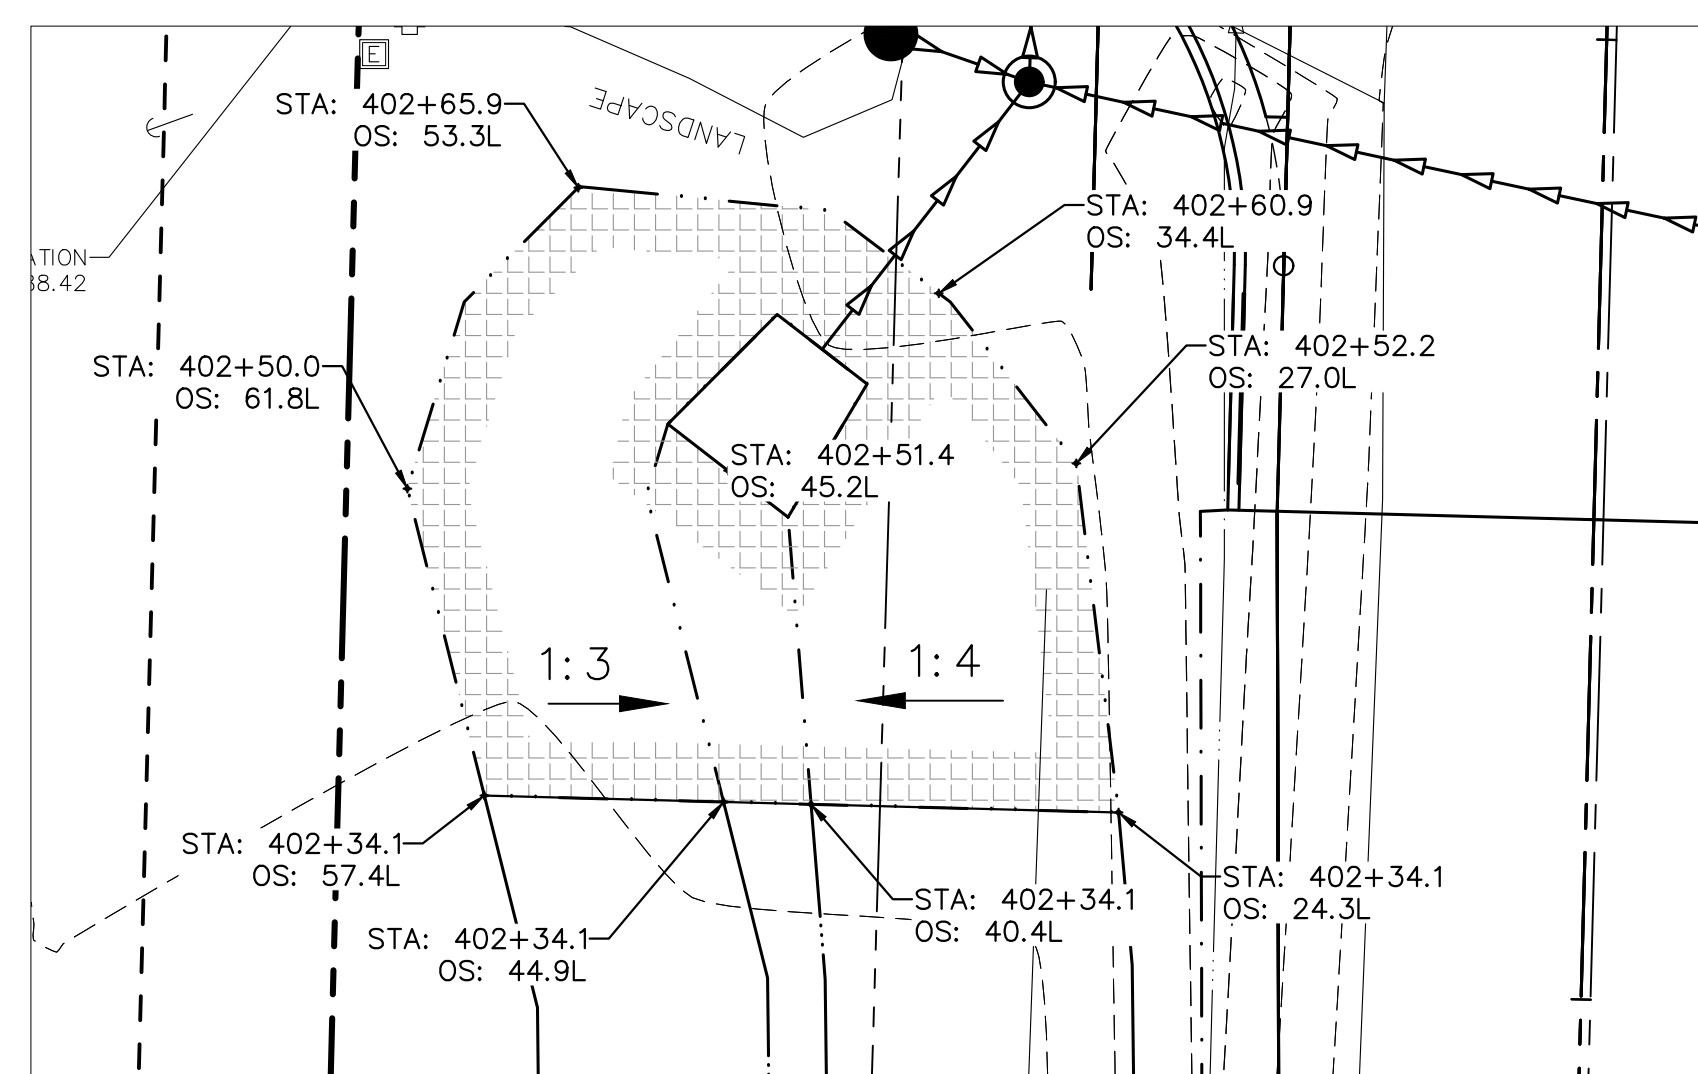 E
STA: 402+65.9
OS: 53.3L
LANDSCAPE
STA: 402+60.9
OS: 34.4L
ATION
38.42
STA: 402+50.0
OS: 61.8L
STA: 402+52.2
OS: 27.0L
STA: 402+51.4
OS: 45.2L
1:3
1:4
STA: 402+34.1
OS: 57.4L
STA: 402+34.1
OS: 44.9L
STA: 402+34.1
OS: 40.4L
STA: 402+34.1
OS: 24.3L